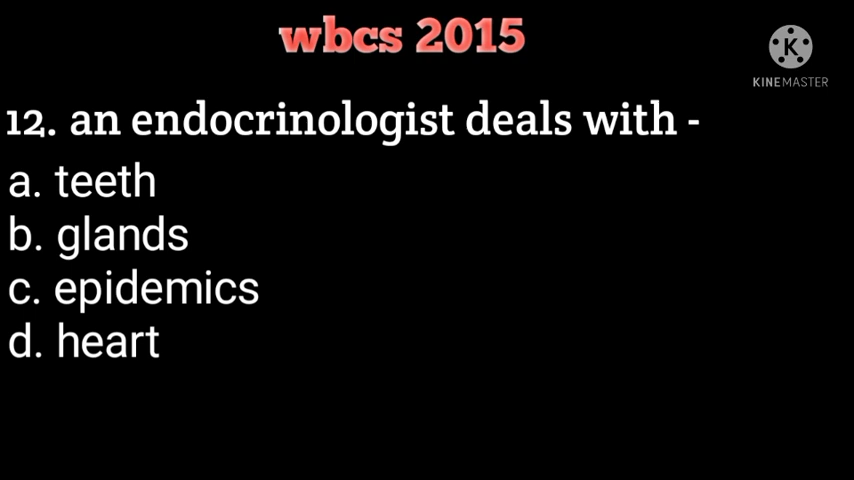 wbcs 2015
K
KINEMASTER
12. an endocrinologist deals with -
a. teeth
b. glands
c. epidemics
d. heart